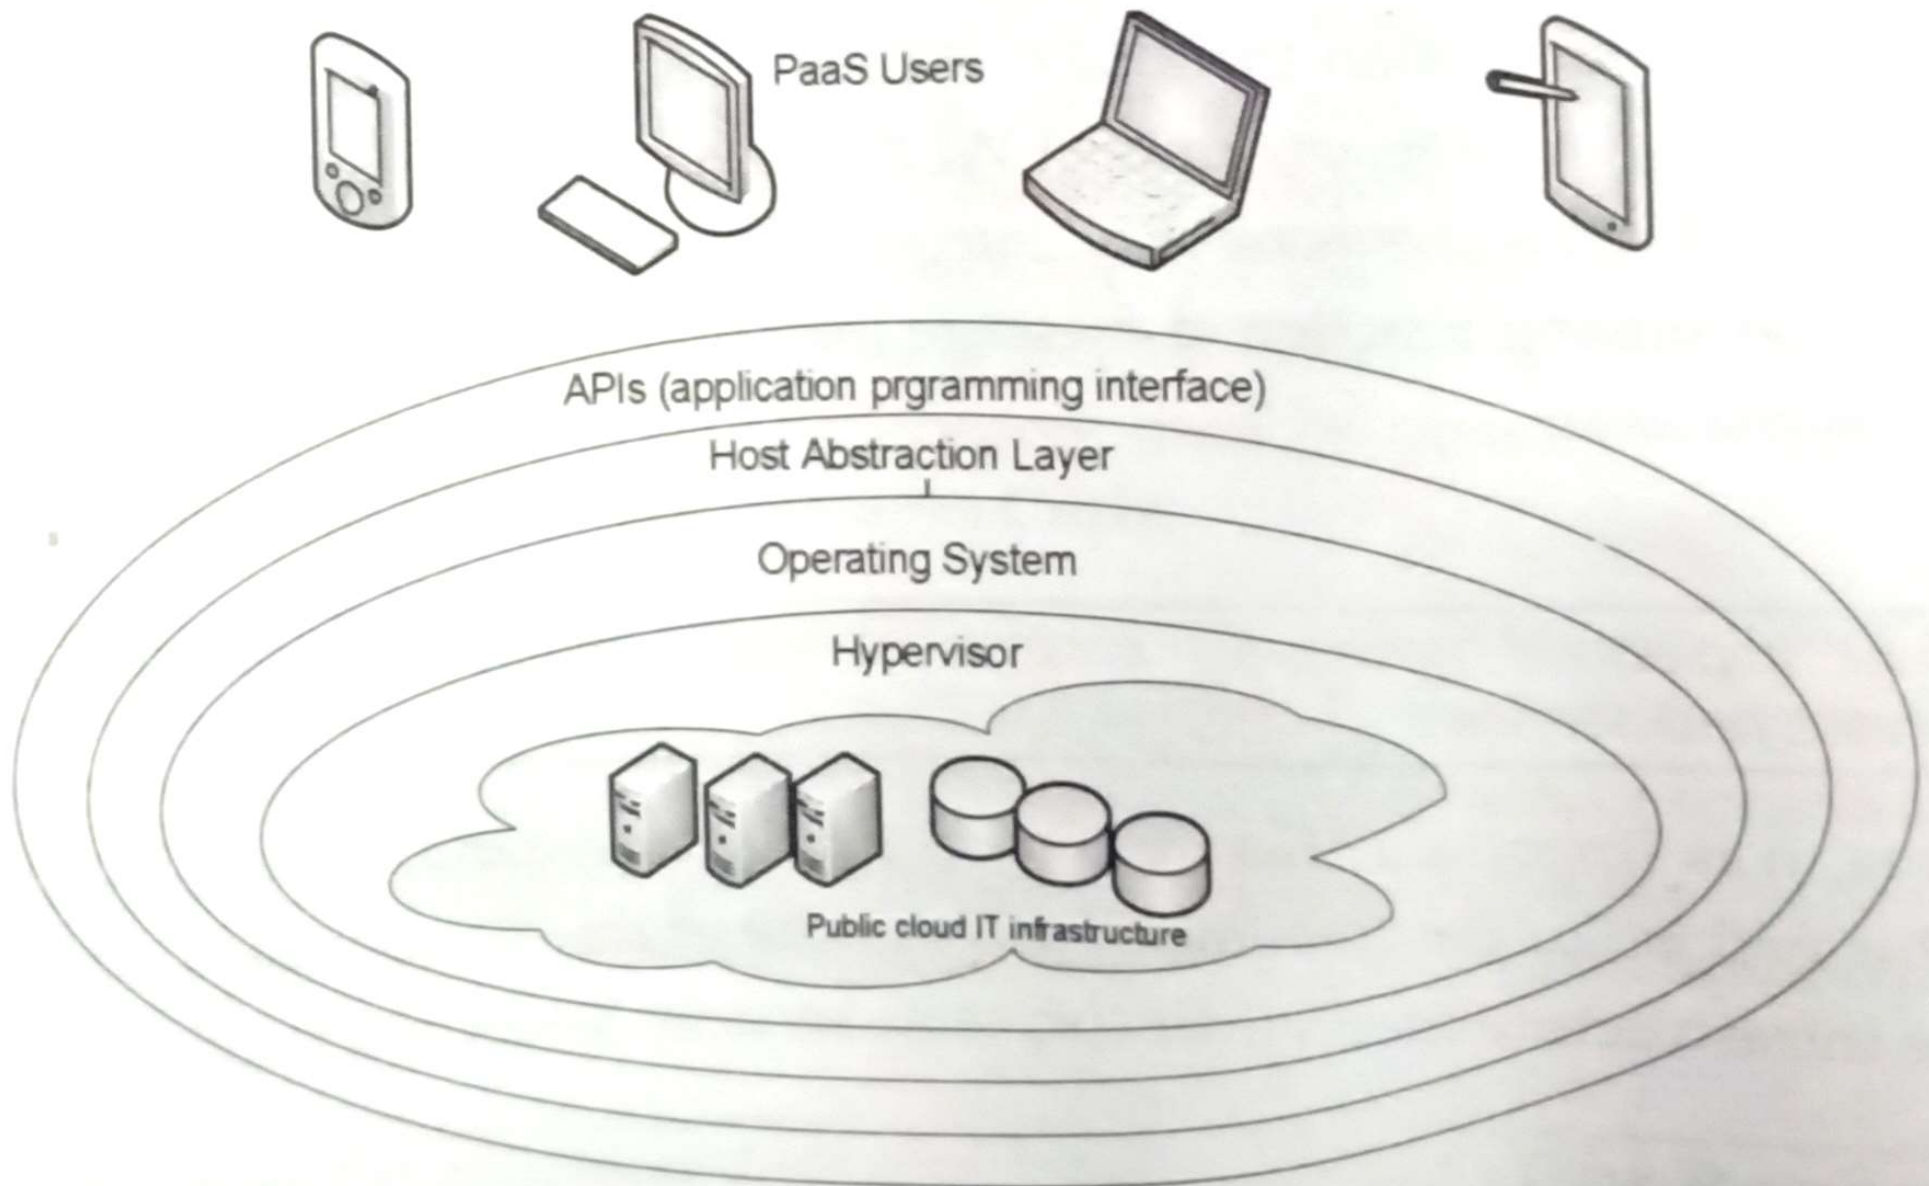 PaaS Users
APIs (application prgramming interface)
Host Abstraction Layer
Operating System
Hypervisor
Public cloud IT infrastructure